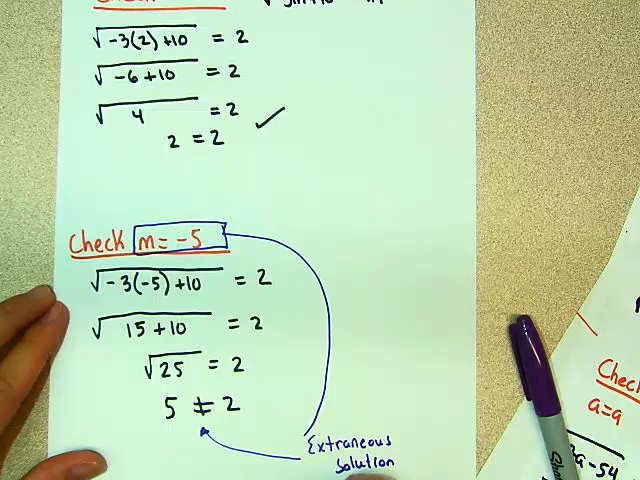 √-3(2)+10 = 2
√-6+10 = 2
√4 = 2
2 = 2 ✓
Check m = -5
√-3(-5)+10 = 2
√15+10 = 2
√25 = 2
5 ≠ 2
Extraneous
solution
Check
a=a